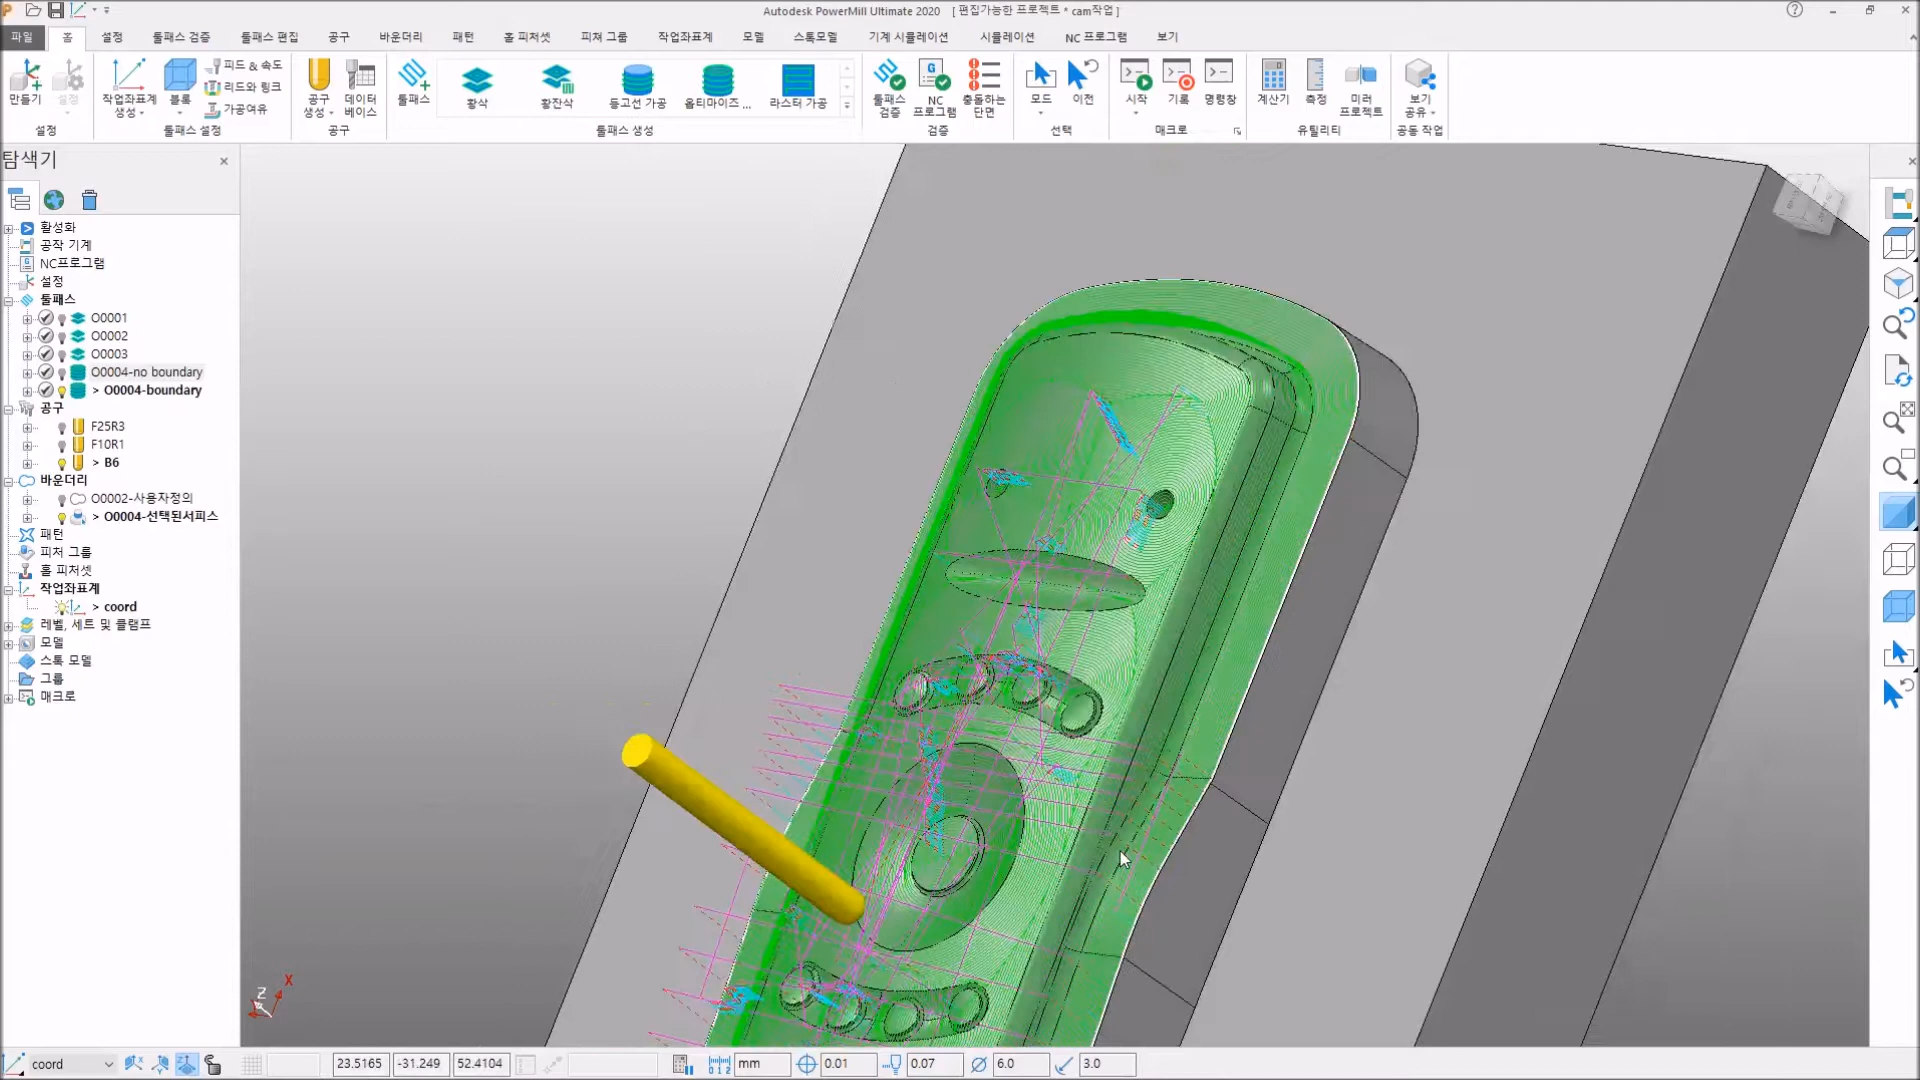 Autodesk PowerMill Ultimate 2020 [ 편집가능한 프로젝트 * cam작업 ]
파일 홈 설정 툴패스 검증 툴패스 편집 공구 바운더리 패턴 홀 피처셋 피쳐 그룹 작업좌표계 모델 스톡모델 기계 시뮬레이션 시뮬레이션 NC 프로그램 보기
만들기
설정
설정
작업좌표계
생성
블록
피드 & 속도
리드와 링크
가공여유
툴패스 설정
공구
생성
데이터
베이스
공구
툴패스
황삭
황잔삭
등고선 가공
옵티마이즈 ...
라스터 가공
툴패스 생성
툴패스
검증
NC
프로그램
충돌하는
단면
검증
모드
이전
선택
시작
기록
명령창
매크로
계산기
측정
미러
프로젝트
유틸리티
보기
공유
공동 작업
탐색기
활성화
공작 기계
NC프로그램
설정
툴패스
O0001
O0002
O0003
O0004-no boundary
> O0004-boundary
공구
F25R3
F10R1
> B6
바운더리
O0002-사용자정의
> O0004-선택된서피스
패턴
피처 그룹
홀 피처셋
작업좌표계
> coord
레벨, 세트 및 클램프
모델
스톡 모델
그룹
매크로
Z
X
coord 23.5165 -31.249 52.4104 mm 0.01 0.07 6.0 3.0